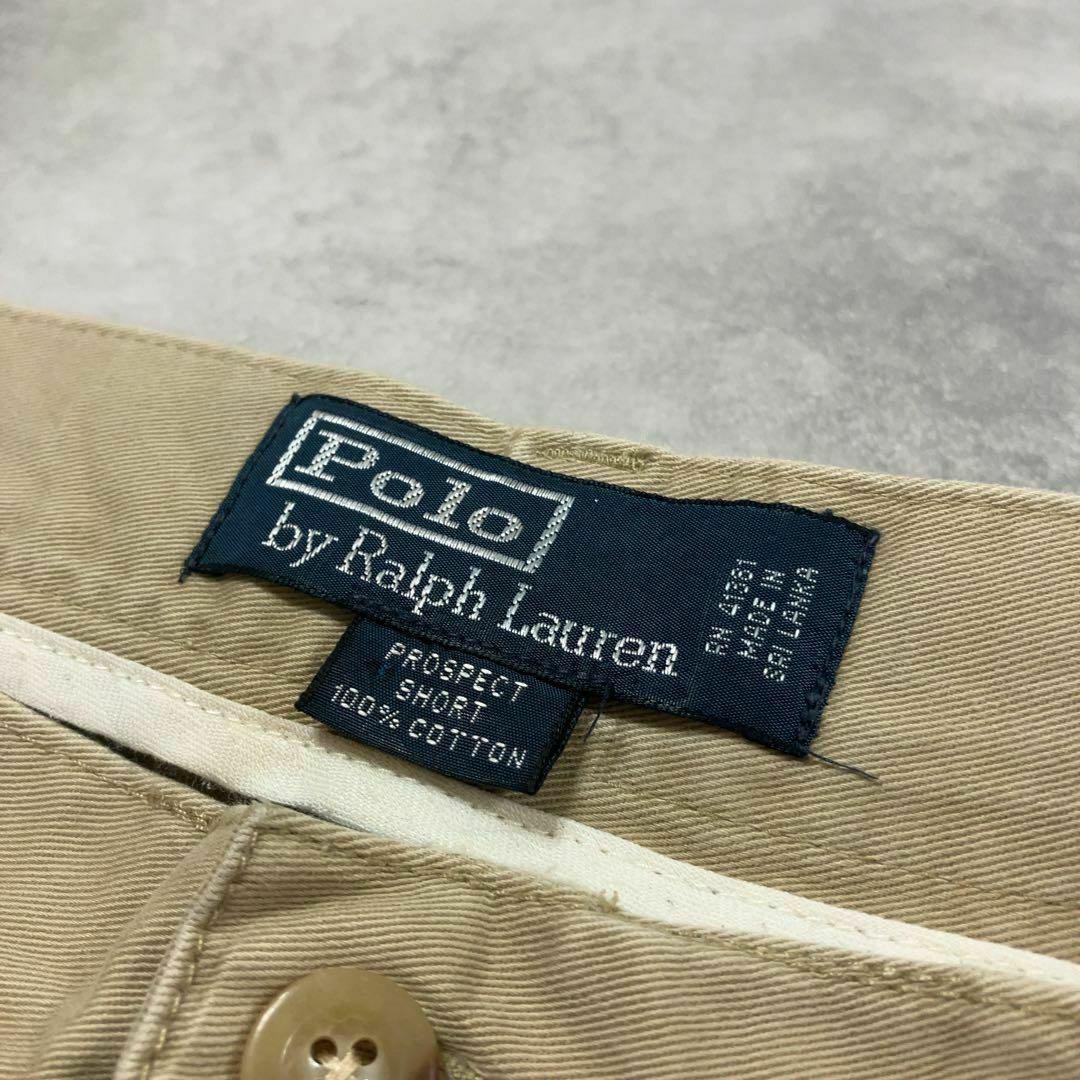 Polo
by Ralph Lauren
RN 41381
MADE IN
SRI LANKA
PROSPECT
SHORT
100% COTTON